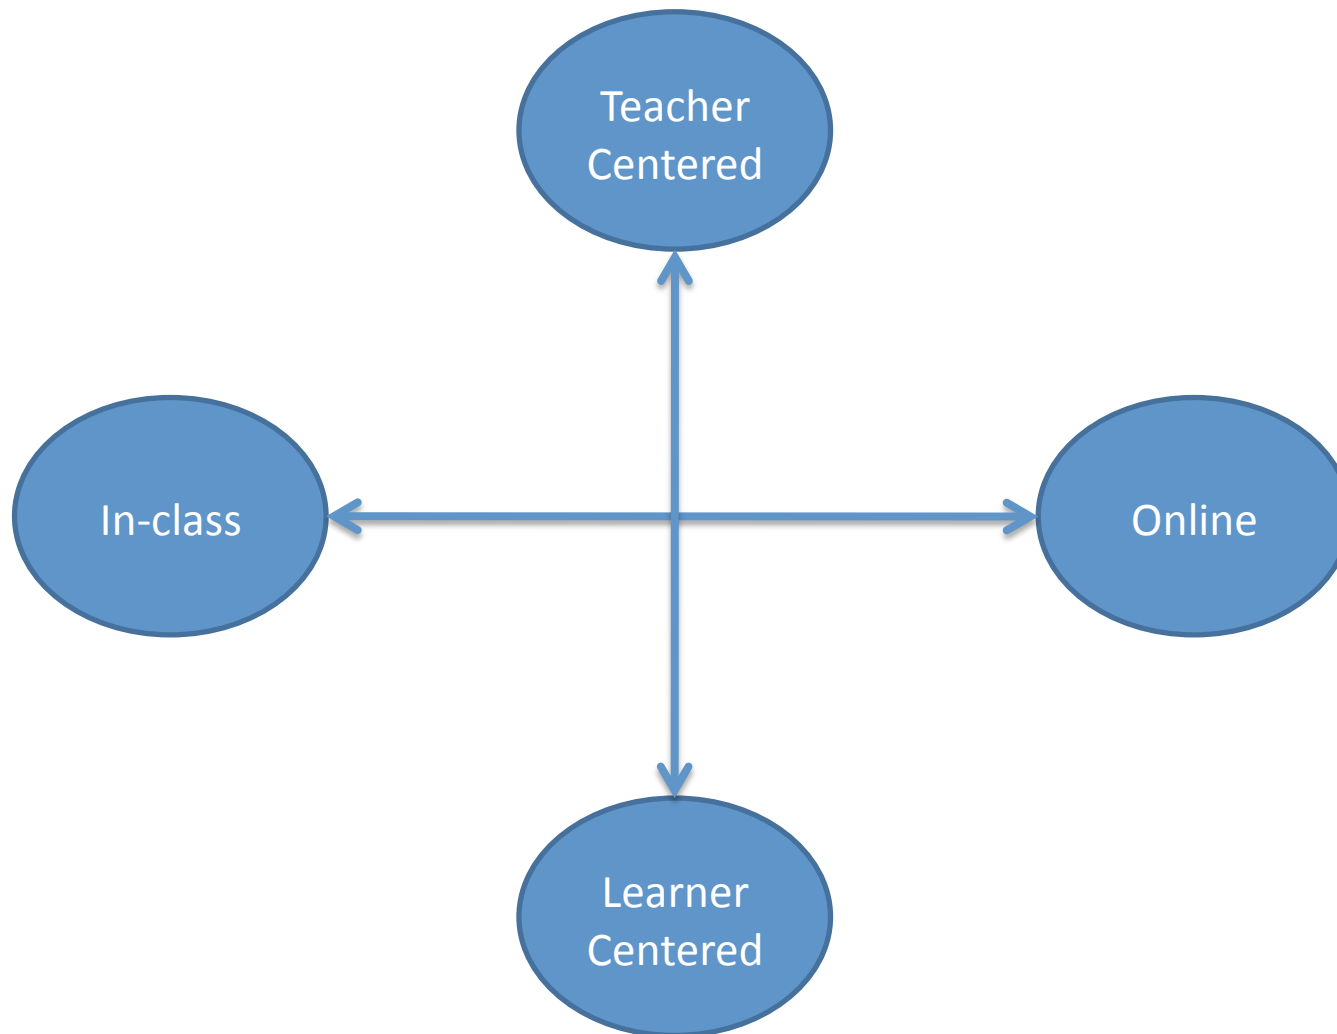 Teacher
Centered
In-class
Online
Learner
Centered